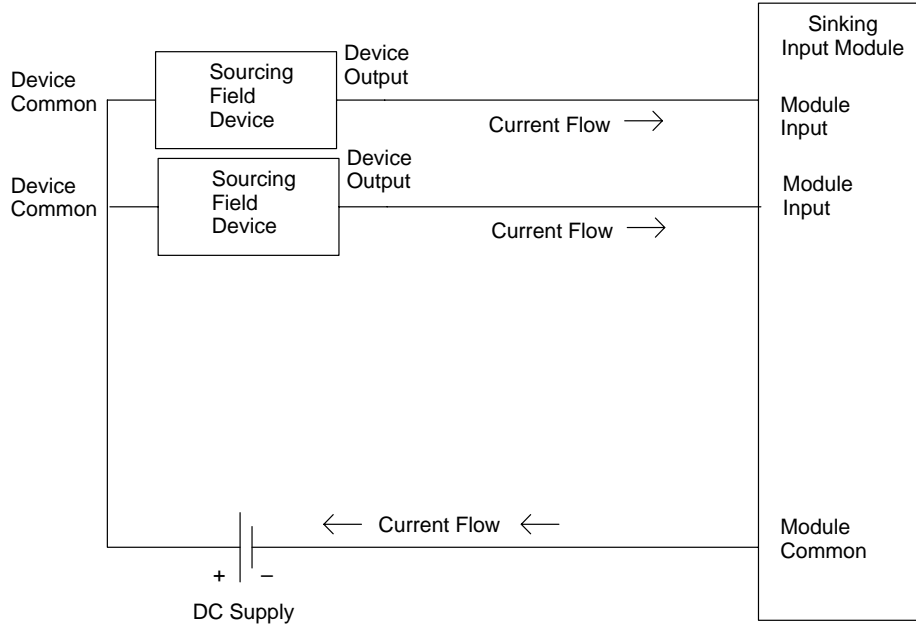 Sinking
Input Module
Device
Common
Sourcing
Field
Device
Device
Output
Current Flow
Module
Input
Device
Common
Sourcing
Field
Device
Device
Output
Current Flow
Module
Input
Current Flow
Module
Common
+ –
DC Supply